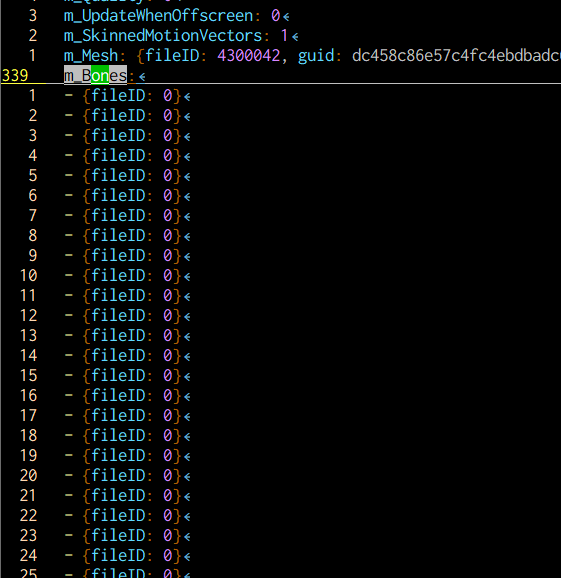 3 m_UpdateWhenOffscreen: 0
2 m_SkinnedMotionVectors: 1
1 m_Mesh: {fileID: 4300042, guid: dc458c86e57c4fc4ebdbadc
339 m_Bones:
1 - {fileID: 0}
2 - {fileID: 0}
3 - {fileID: 0}
4 - {fileID: 0}
5 - {fileID: 0}
6 - {fileID: 0}
7 - {fileID: 0}
8 - {fileID: 0}
9 - {fileID: 0}
10 - {fileID: 0}
11 - {fileID: 0}
12 - {fileID: 0}
13 - {fileID: 0}
14 - {fileID: 0}
15 - {fileID: 0}
16 - {fileID: 0}
17 - {fileID: 0}
18 - {fileID: 0}
19 - {fileID: 0}
20 - {fileID: 0}
21 - {fileID: 0}
22 - {fileID: 0}
23 - {fileID: 0}
24 - {fileID: 0}
25 - {fileID: 0}